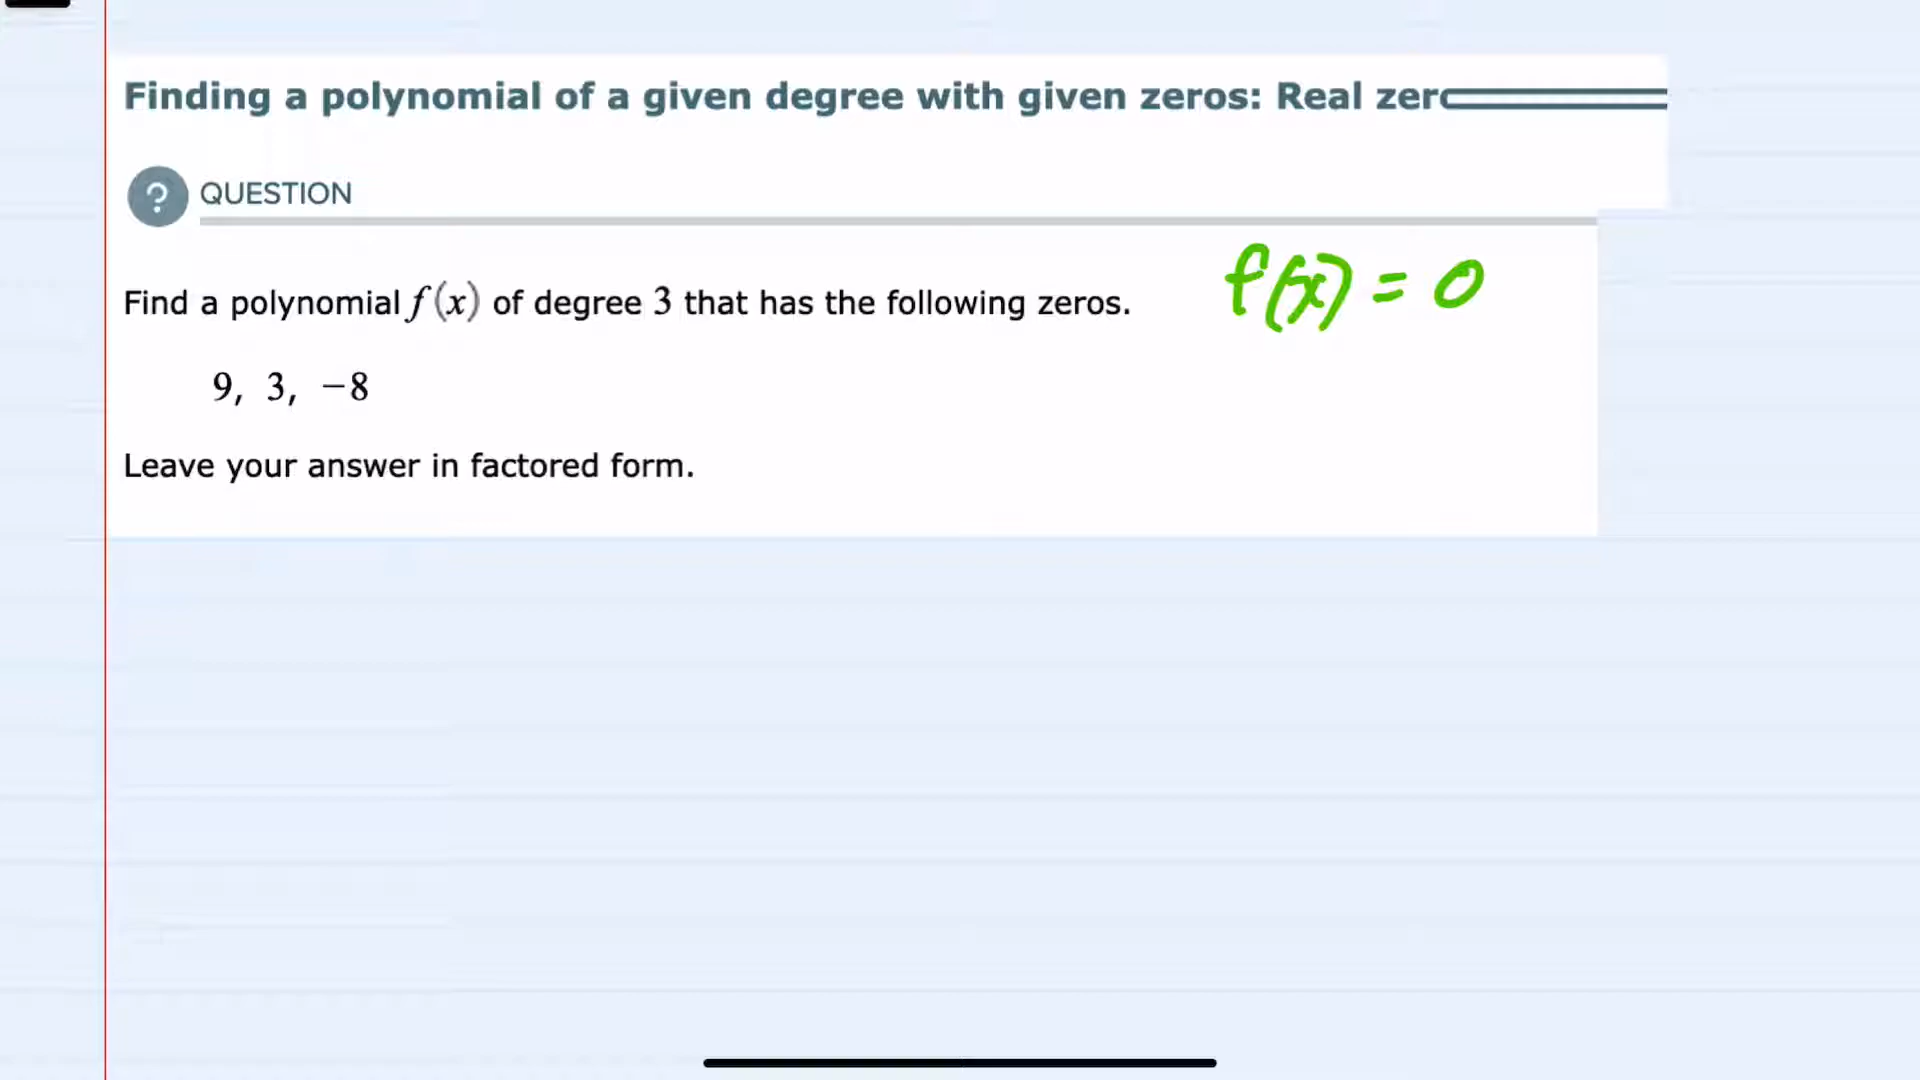 Finding a polynomial of a given degree with given zeros: Real zer
? QUESTION
Find a polynomial f(x) of degree 3 that has the following zeros.
f(x) = 0
9, 3, −8
Leave your answer in factored form.